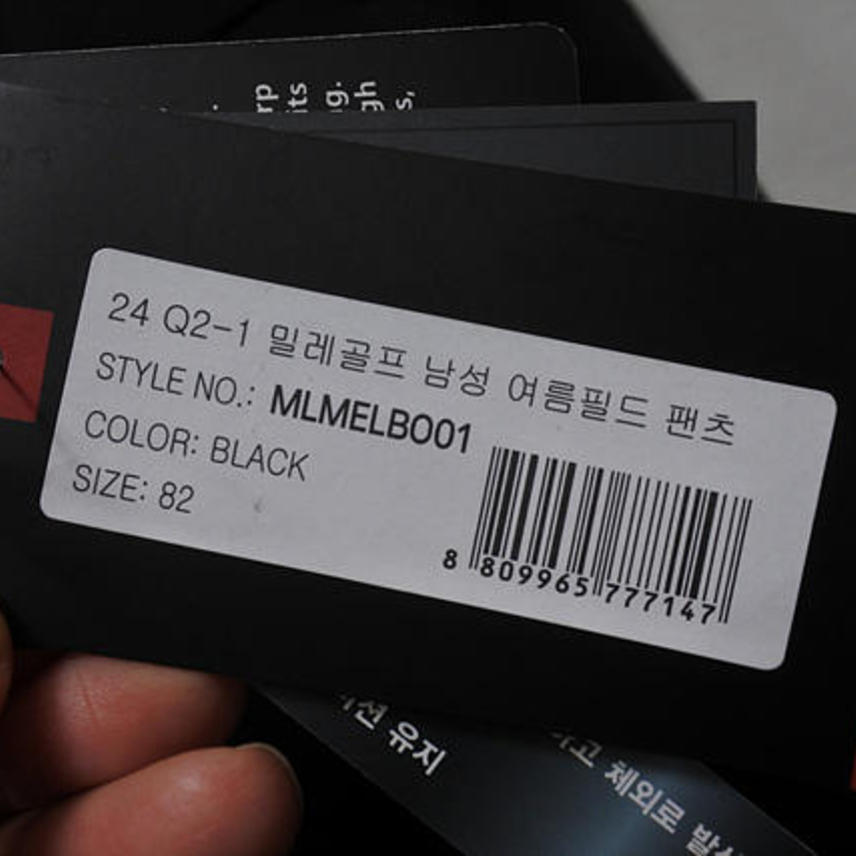 24 Q2-1 밀레골프 남성 여름필드 팬츠
STYLE NO.: MLMELBO01
COLOR: BLACK
SIZE: 82
8 809965 777147
유지
체외로